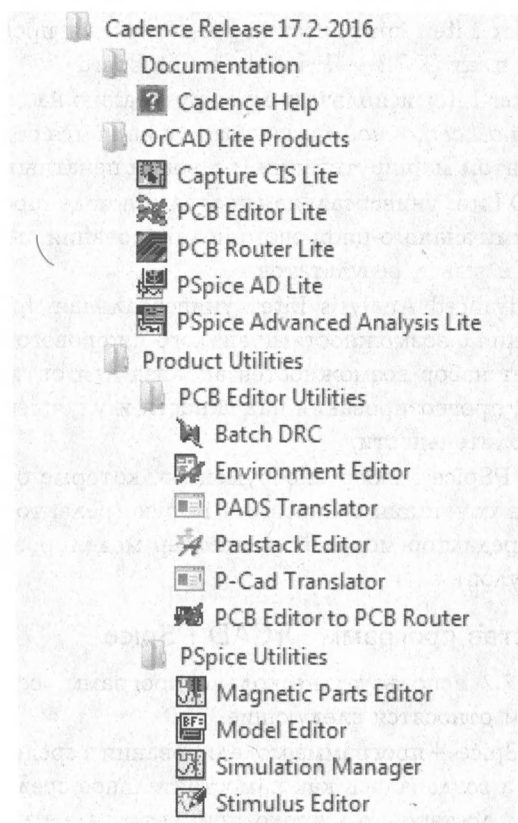 Cadence Release 17.2-2016
Documentation
Cadence Help
OrCAD Lite Products
Capture CIS Lite
PCB Editor Lite
PCB Router Lite
PSpice AD Lite
PSpice Advanced Analysis Lite
Product Utilities
PCB Editor Utilities
Batch DRC
Environment Editor
PADS Translator
Padstack Editor
P-Cad Translator
PCB Editor to PCB Router
PSpice Utilities
Magnetic Parts Editor
Model Editor
Simulation Manager
Stimulus Editor